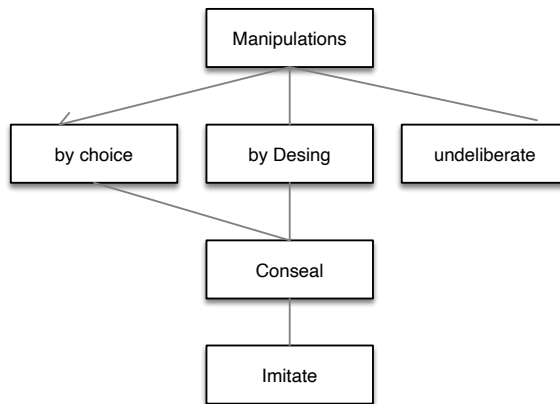 Manipulations
by choice
by Desing
undeliberate
Conseal
Imitate